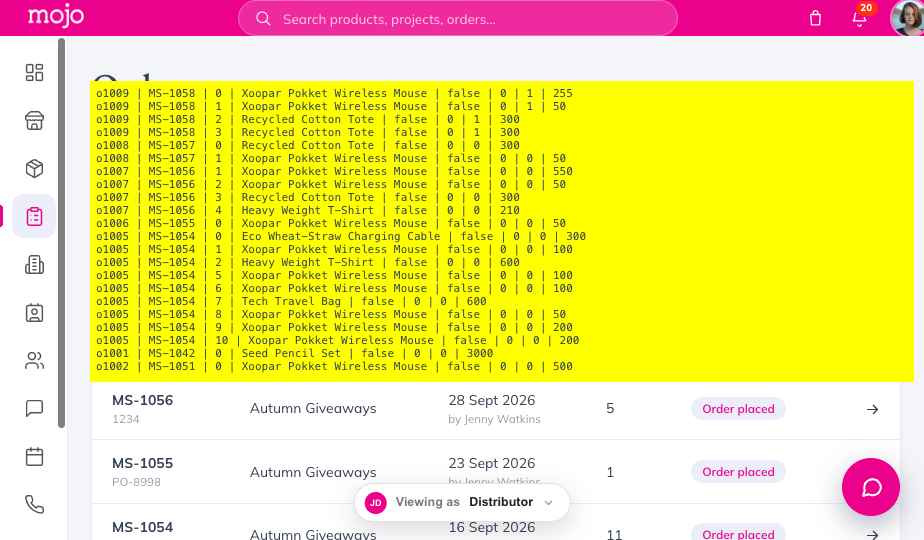 mojo
Search products, projects, orders...
20
o1009 | MS-1058 | 0 | Xoopar Pokket Wireless Mouse | false | 0 | 1 | 255
o1009 | MS-1058 | 1 | Xoopar Pokket Wireless Mouse | false | 0 | 1 | 50
o1009 | MS-1058 | 2 | Recycled Cotton Tote | false | 0 | 1 | 300
o1009 | MS-1058 | 3 | Recycled Cotton Tote | false | 0 | 1 | 300
o1008 | MS-1057 | 0 | Recycled Cotton Tote | false | 0 | 0 | 300
o1008 | MS-1057 | 1 | Xoopar Pokket Wireless Mouse | false | 0 | 0 | 50
o1007 | MS-1056 | 1 | Xoopar Pokket Wireless Mouse | false | 0 | 0 | 550
o1007 | MS-1056 | 2 | Xoopar Pokket Wireless Mouse | false | 0 | 0 | 50
o1007 | MS-1056 | 3 | Recycled Cotton Tote | false | 0 | 0 | 300
o1007 | MS-1056 | 4 | Heavy Weight T-Shirt | false | 0 | 0 | 210
o1006 | MS-1055 | 0 | Xoopar Pokket Wireless Mouse | false | 0 | 0 | 50
o1005 | MS-1054 | 0 | Eco Wheat-Straw Charging Cable | false | 0 | 0 | 300
o1005 | MS-1054 | 1 | Xoopar Pokket Wireless Mouse | false | 0 | 0 | 100
o1005 | MS-1054 | 2 | Heavy Weight T-Shirt | false | 0 | 0 | 600
o1005 | MS-1054 | 5 | Xoopar Pokket Wireless Mouse | false | 0 | 0 | 100
o1005 | MS-1054 | 6 | Xoopar Pokket Wireless Mouse | false | 0 | 0 | 100
o1005 | MS-1054 | 7 | Tech Travel Bag | false | 0 | 0 | 600
o1005 | MS-1054 | 8 | Xoopar Pokket Wireless Mouse | false | 0 | 0 | 50
o1005 | MS-1054 | 9 | Xoopar Pokket Wireless Mouse | false | 0 | 0 | 200
o1005 | MS-1054 | 10 | Xoopar Pokket Wireless Mouse | false | 0 | 0 | 200
o1001 | MS-1042 | 0 | Seed Pencil Set | false | 0 | 0 | 3000
o1002 | MS-1051 | 0 | Xoopar Pokket Wireless Mouse | false | 0 | 0 | 500
MS-1056 Autumn Giveaways 28 Sept 2026 5 Order placed
1234 by Jenny Watkins
MS-1055 Autumn Giveaways 23 Sept 2026 1 Order placed
PO-8998 by Jenny Watkins
JD Viewing as Distributor
MS-1054 Autumn Giveaways 16 Sept 2026 11 Order placed